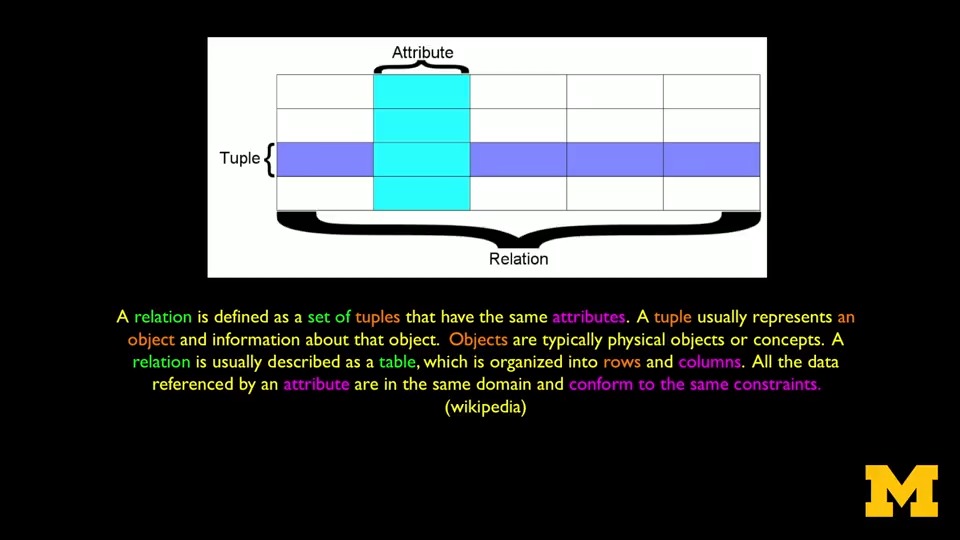 Attribute
Tuple {
Relation
A relation is defined as a set of tuples that have the same attributes. A tuple usually represents an
object and information about that object. Objects are typically physical objects or concepts. A
relation is usually described as a table, which is organized into rows and columns. All the data
referenced by an attribute are in the same domain and conform to the same constraints.
(wikipedia)
M